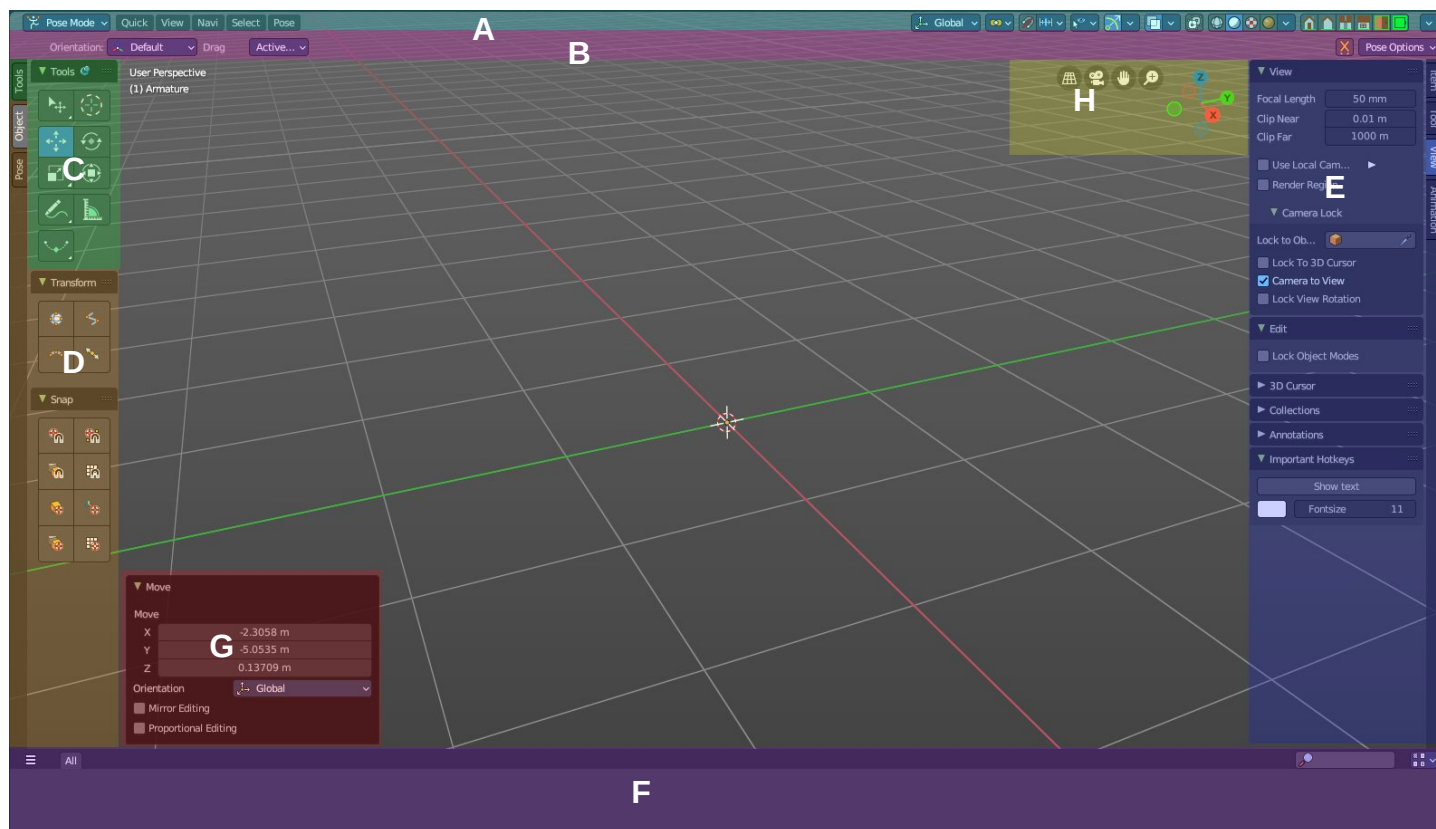 Pose Mode Quick View Navi Select Pose A Global
Orientation: Default Drag Active... B X Pose Options
Tools
Object
Pose
Tools
C
Transform
D
Snap
User Perspective
(1) Armature
H
Z
Y
X
View
Focal Length 50 mm
Clip Near 0.01 m
Clip Far 1000 m
Use Local Cam...
Render Region
E
Camera Lock
Lock to Ob...
Lock To 3D Cursor
Camera to View
Lock View Rotation
Edit
Lock Object Modes
3D Cursor
Collections
Annotations
Important Hotkeys
Show text
Fontsize 11
Item
Tool
View
Animation
Move
Move
X -2.3058 m
Y -5.0535 m
Z 0.13709 m
G
Orientation Global
Mirror Editing
Proportional Editing
All
F